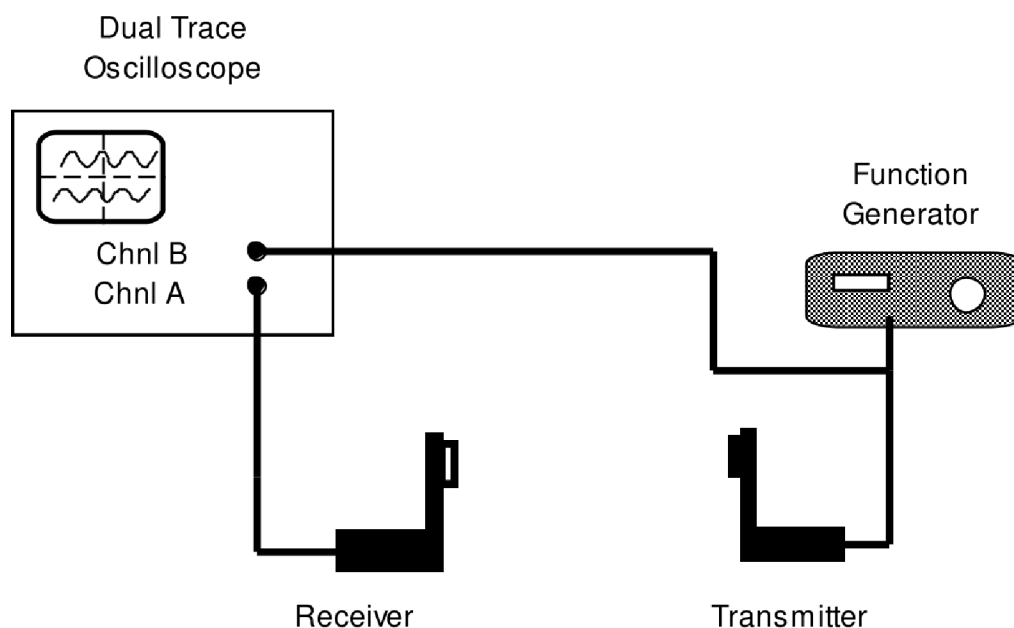 Dual Trace
Oscilloscope
Chnl B
Chnl A
Function
Generator
Receiver
Transmitter